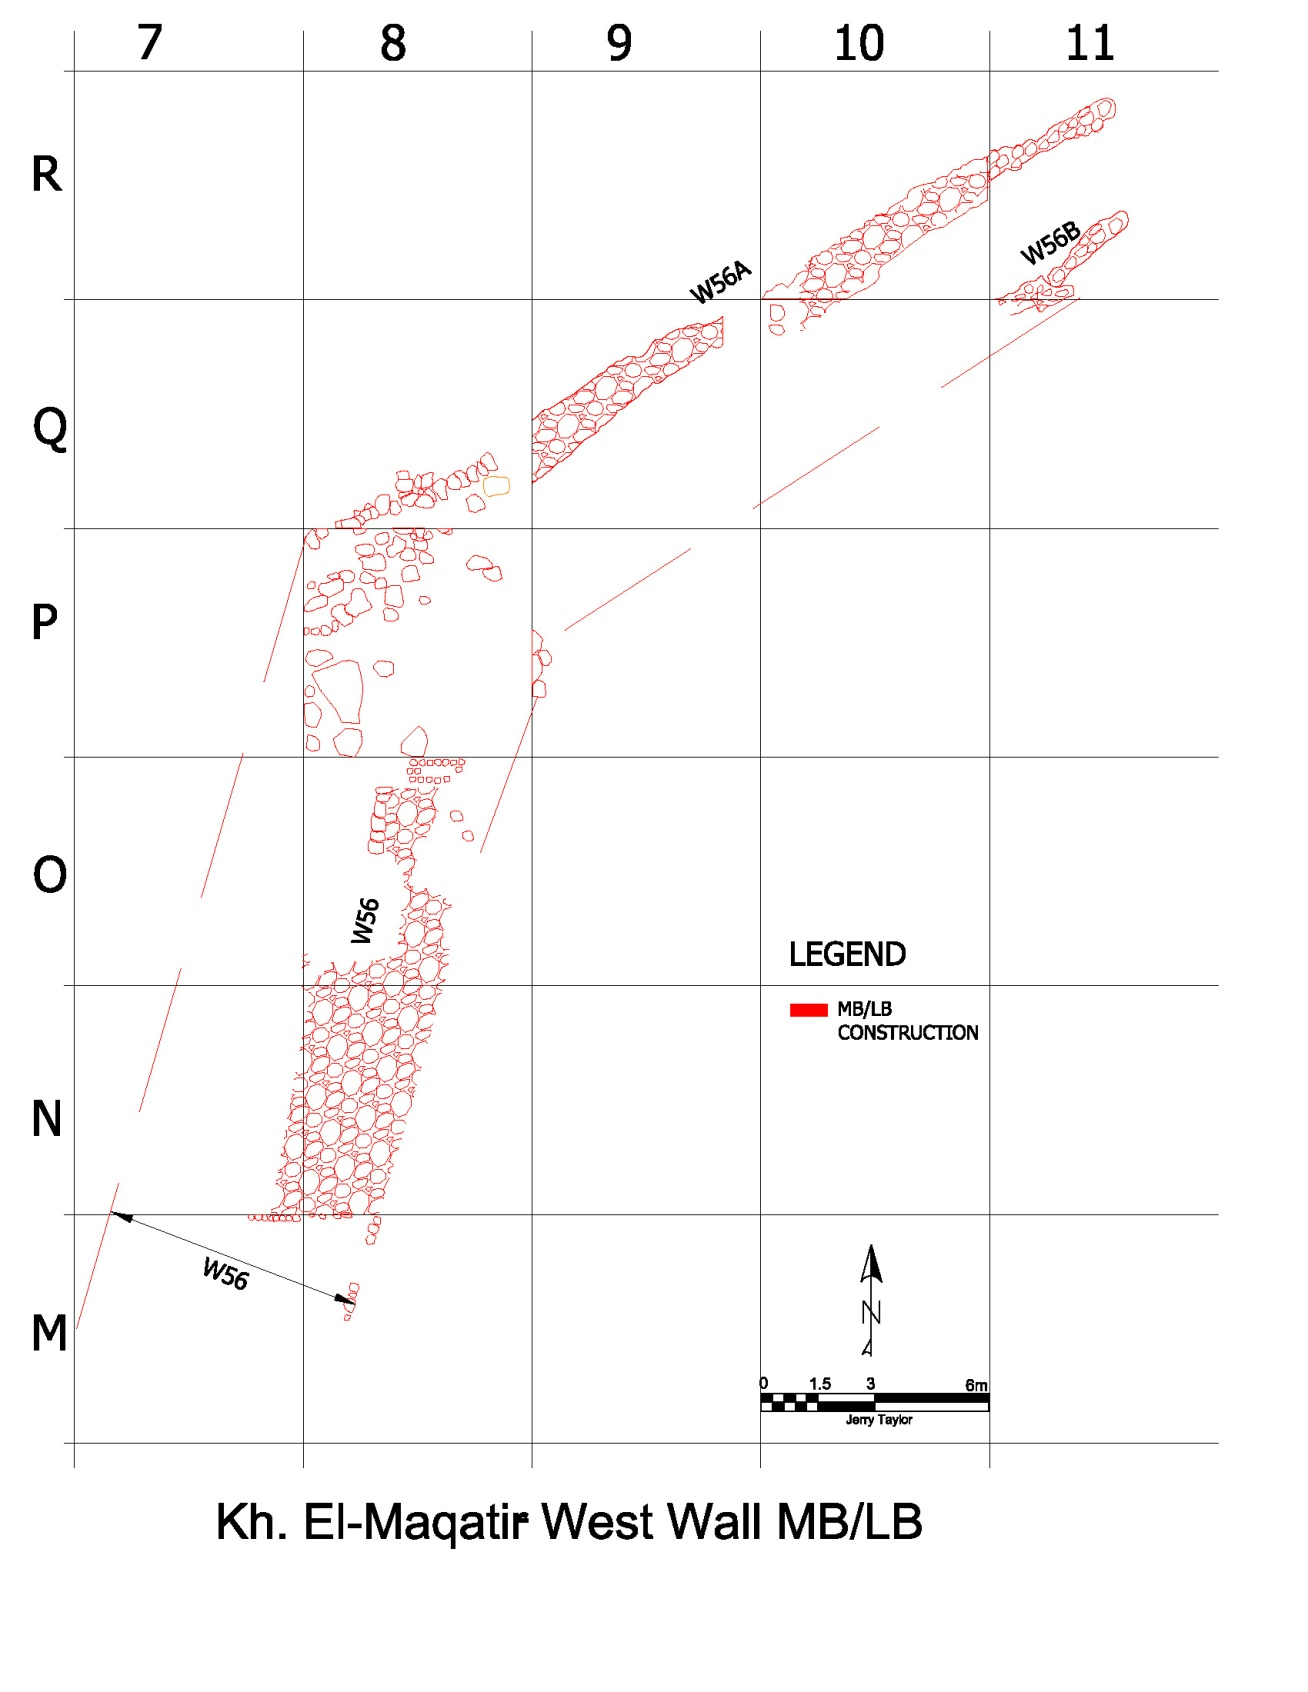 7 8 9 10 11
R
W56B
W56A
Q
P
O
W56
LEGEND
MB/LB
CONSTRUCTION
N
W56
M
N
0 1.5 3 6m
Jerry Taylor
Kh. El-Maqatir West Wall MB/LB